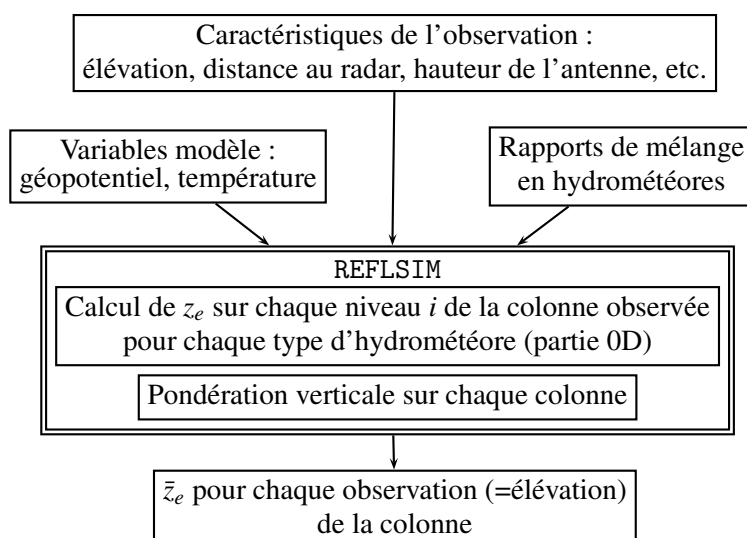 Caractéristiques de l’observation :
élévation, distance au radar, hauteur de l’antenne, etc.
Variables modèle :
géopotentiel, température
Rapports de mélange
en hydrométéores
REFLSIM
Calcul de zₑ sur chaque niveau i de la colonne observée
pour chaque type d’hydrométéore (partie 0D)
Pondération verticale sur chaque colonne
z̄ₑ pour chaque observation (=élévation)
de la colonne